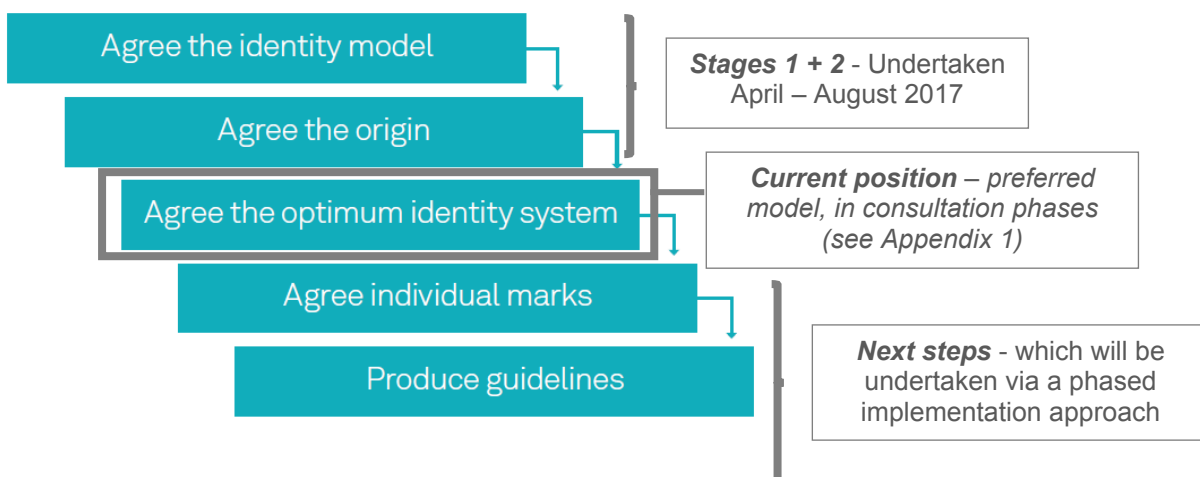 Agree the identity model
Agree the origin
Agree the optimum identity system
Agree individual marks
Produce guidelines
Stages 1 + 2 - Undertaken
April – August 2017
Current position – preferred
model, in consultation phases
(see Appendix 1)
Next steps - which will be
undertaken via a phased
implementation approach